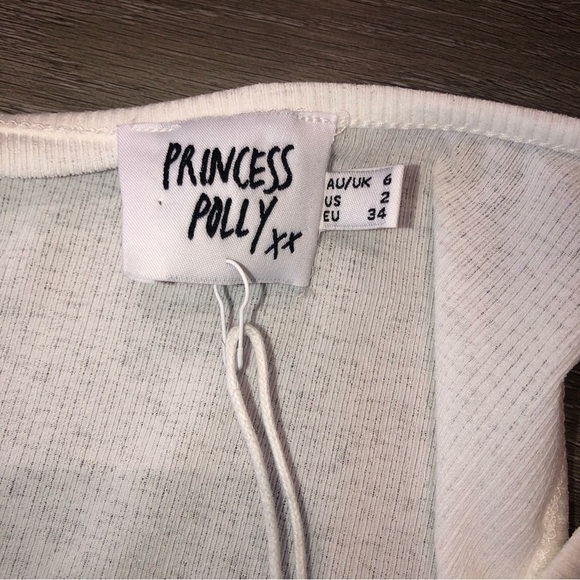 PRINCESS
POLLY xx
AU/UK 6
US 2
EU 34